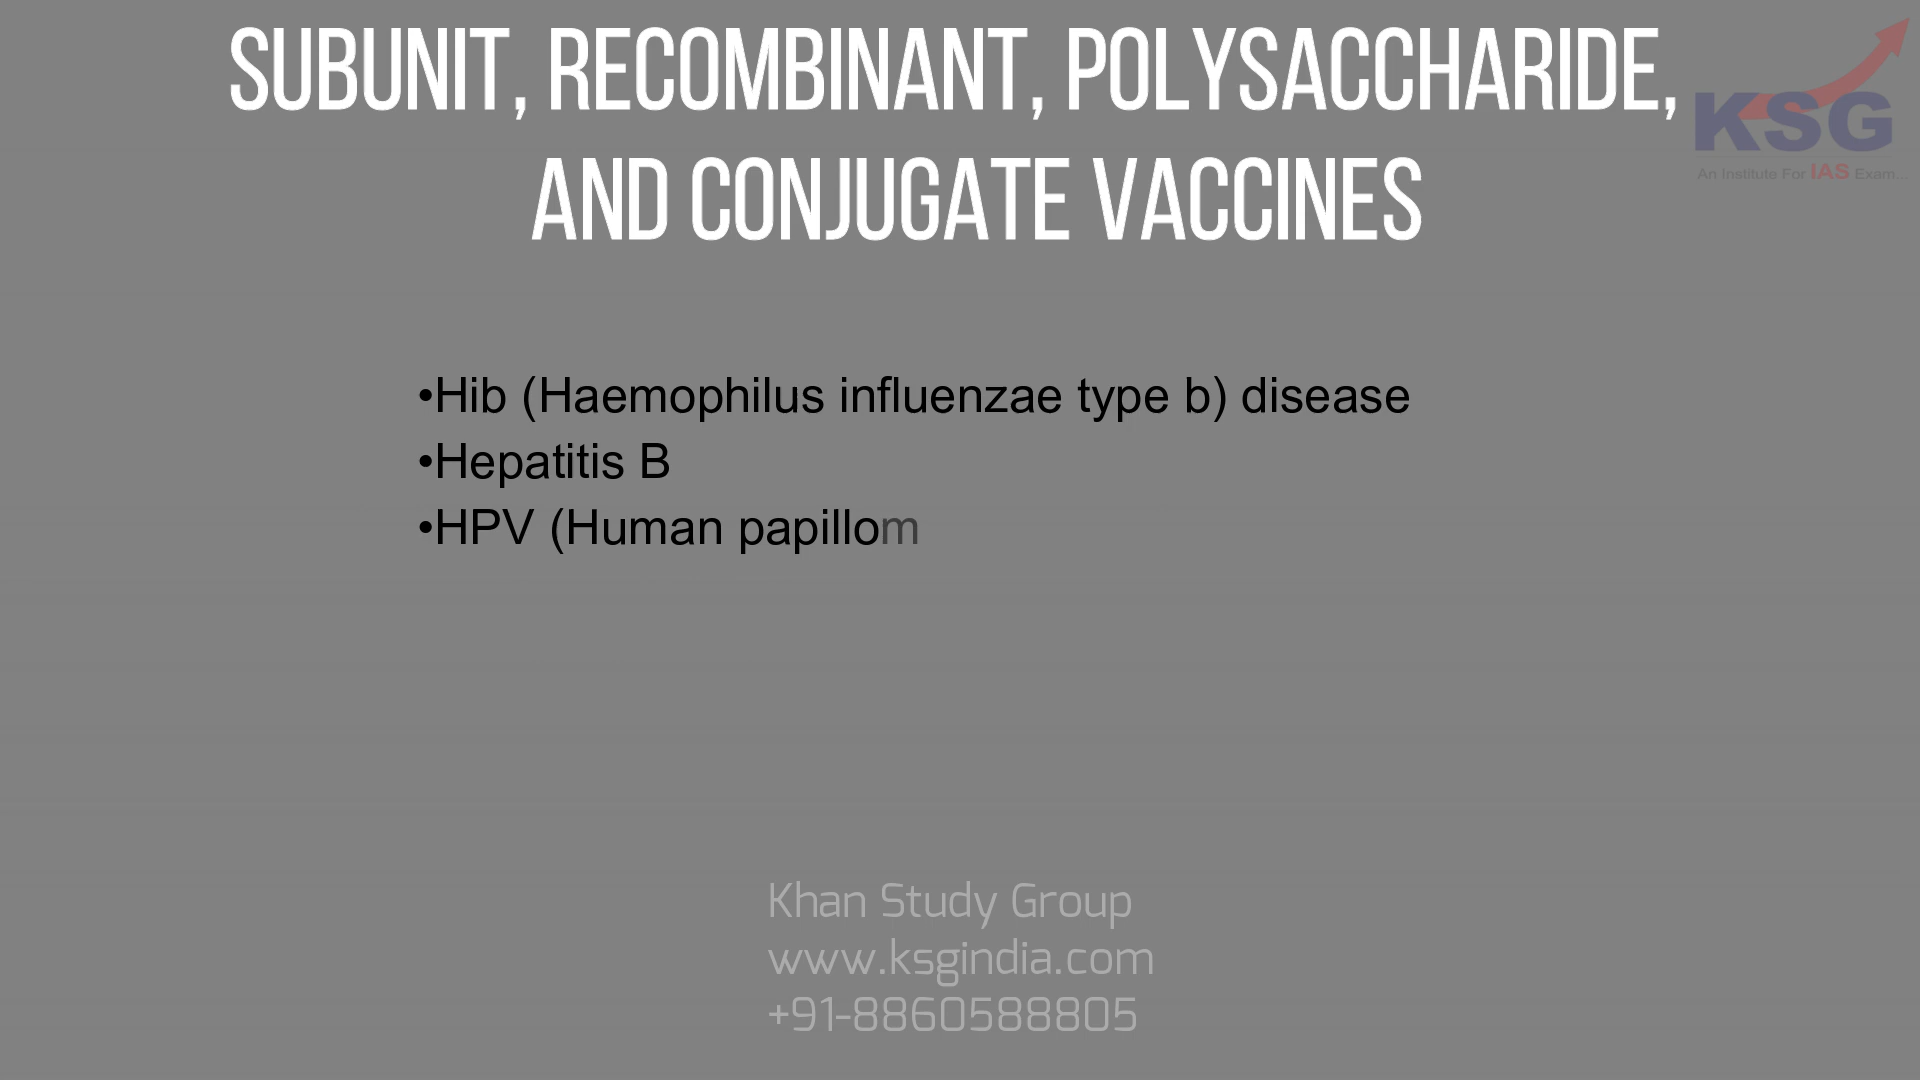 SUBUNIT, RECOMBINANT, POLYSACCHARIDE,
AND CONJUGATE VACCINES
KSG
An Institute For IAS Exam...
•Hib (Haemophilus influenzae type b) disease
•Hepatitis B
•HPV (Human papillom
Khan Study Group
www.ksgindia.com
+91-8860588805